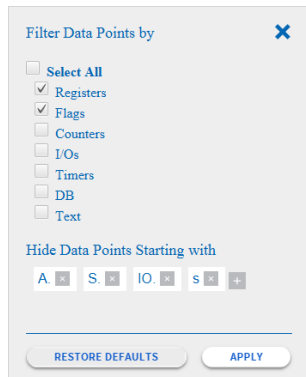 Filter Data Points by
Select All
Registers
Flags
Counters
I/Os
Timers
DB
Text
Hide Data Points Starting with
A. S. IO. s
RESTORE DEFAULTS APPLY